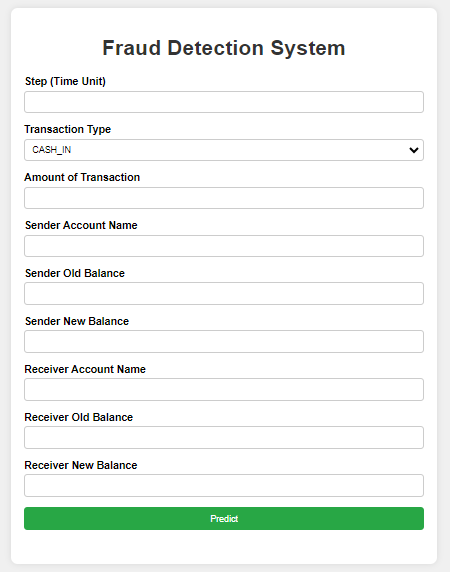 Fraud Detection System
Step (Time Unit)
Transaction Type
CASH_IN
Amount of Transaction
Sender Account Name
Sender Old Balance
Sender New Balance
Receiver Account Name
Receiver Old Balance
Receiver New Balance
Predict